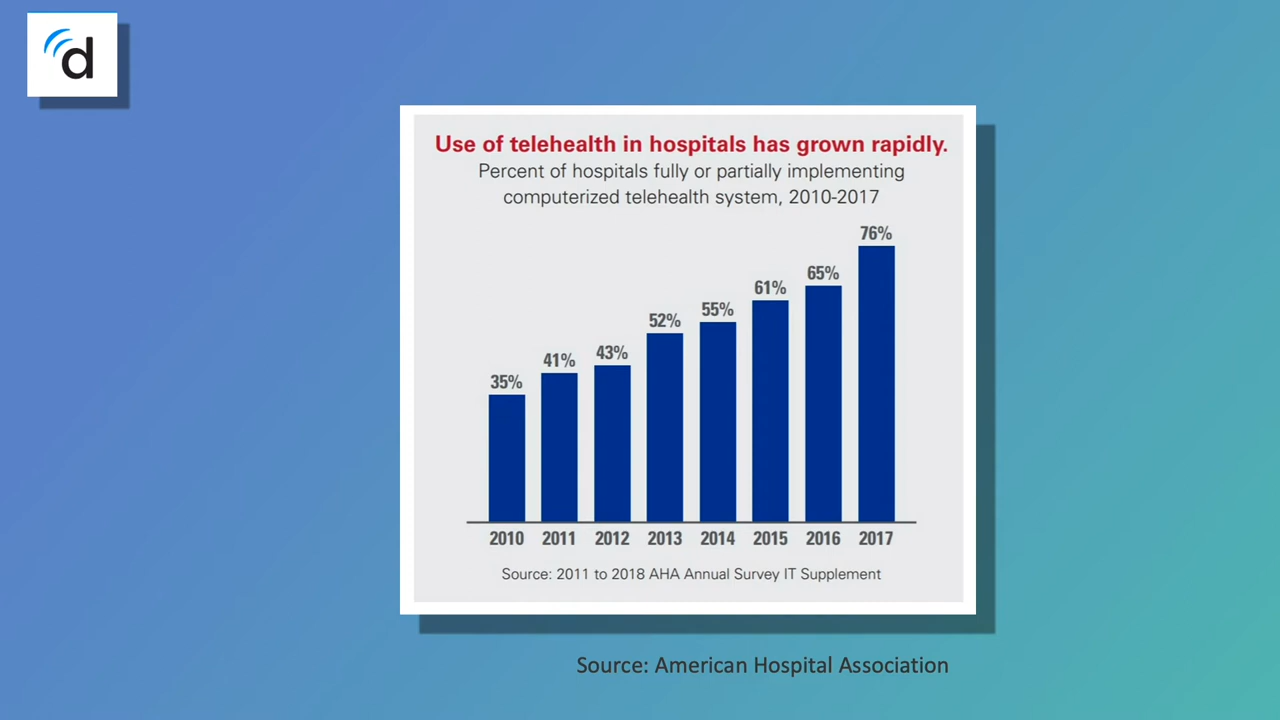 d
Use of telehealth in hospitals has grown rapidly.
Percent of hospitals fully or partially implementing
computerized telehealth system, 2010-2017
76%
65%
61%
55%
52%
43%
41%
35%
2010 2011 2012 2013 2014 2015 2016 2017
Source: 2011 to 2018 AHA Annual Survey IT Supplement
Source: American Hospital Association